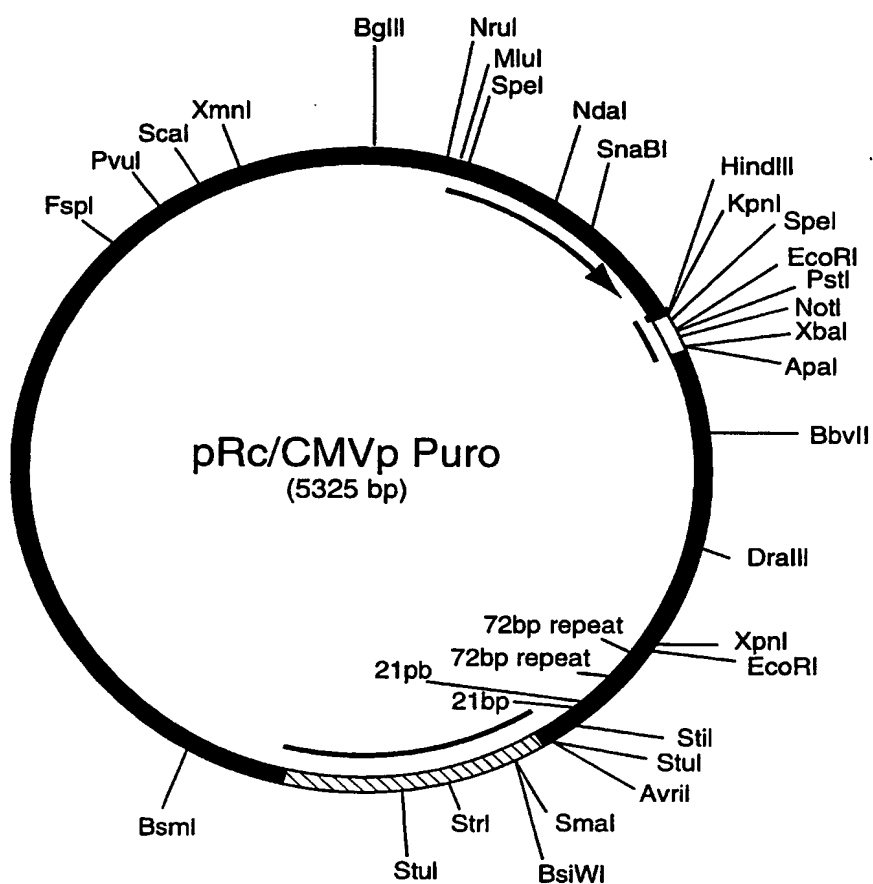 BglII
NruI
MluI
SpeI
XmnI
ScaI
PvuI
FspI
NdaI
SnaBI
HindIII
KpnI
SpeI
EcoRI
PstI
NotI
XbaI
ApaI
BbvII
pRc/CMVp Puro
(5325 bp)
DraIII
72bp repeat
XpnI
72bp repeat
EcoRI
21pb
21bp
StiI
StuI
AvriI
SmaI
StrI
BsmI
StuI
BsiWI